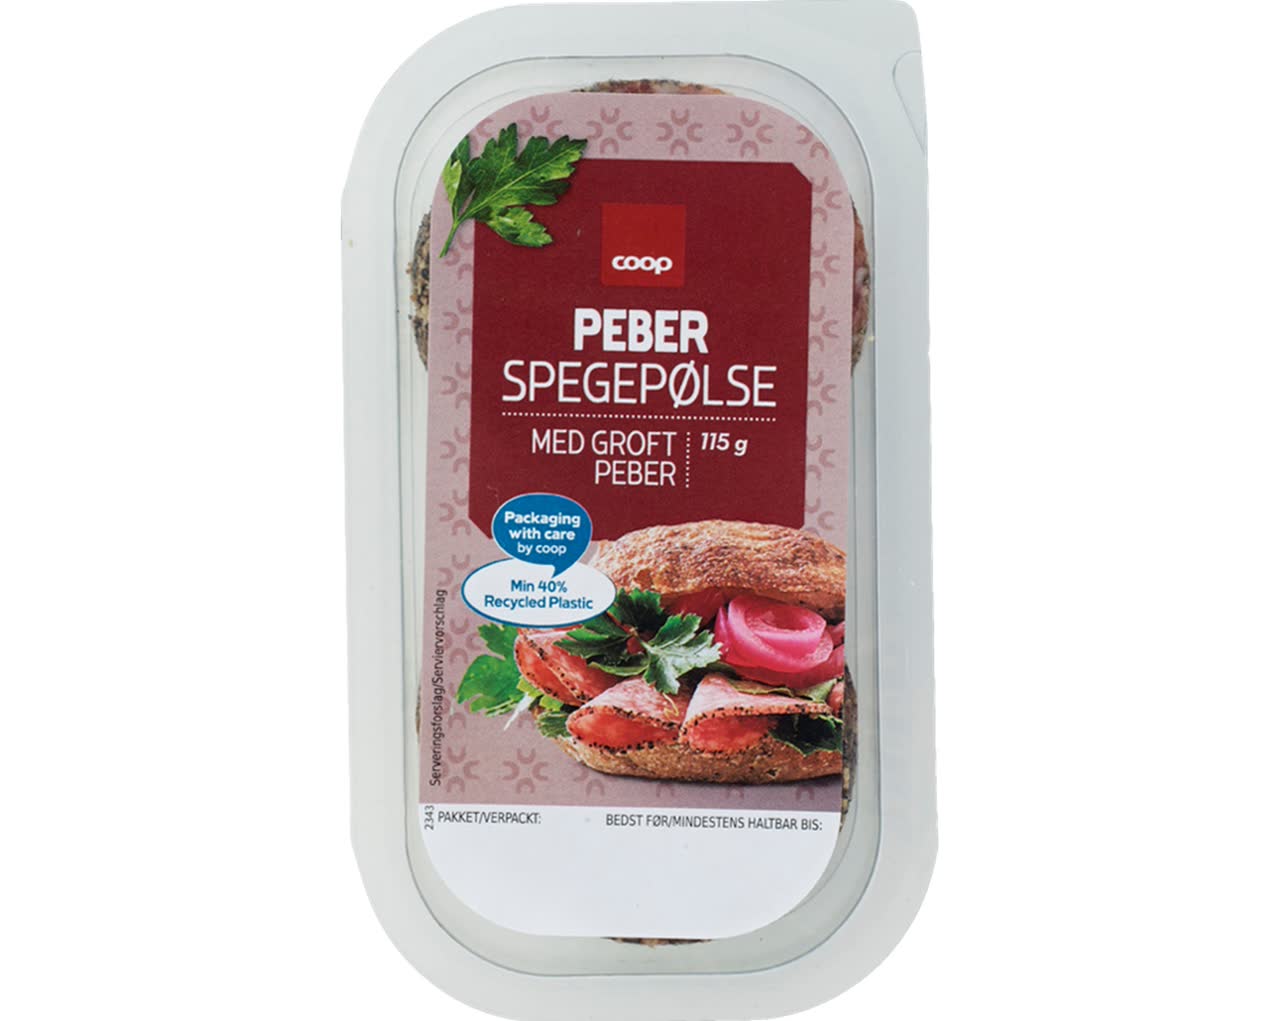 coop
PEBER
SPEGEPØLSE
MED GROFT
PEBER
115 g
Packaging
with care
by coop
Min 40%
Recycled Plastic
Serveringsforslag/Serviervorschlag
2343
PAKKET/VERPACKT:
BEDST FØR/MINDESTENS HALTBAR BIS: